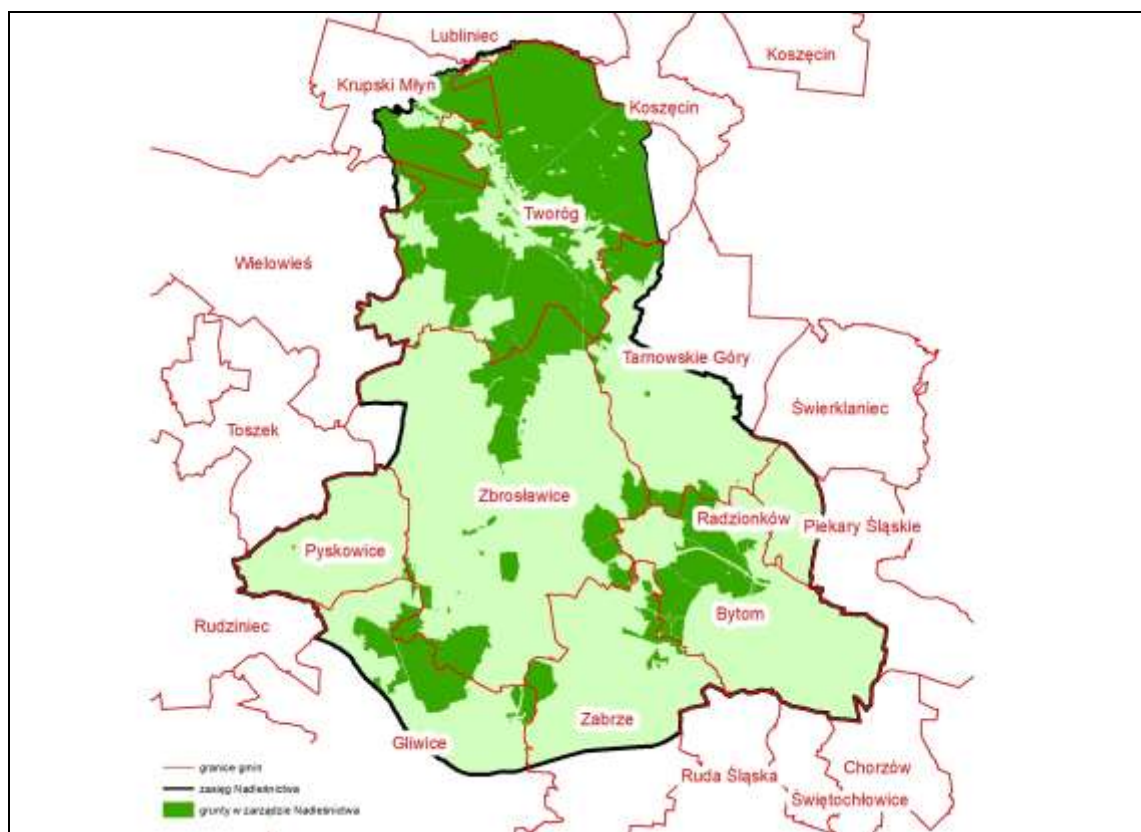 Lubliniec
Koszęcin
Krupski Młyn
Koszęcin
Tworóg
Wielowieś
Tarnowskie Góry
Świerklaniec
Toszek
Zbrosławice
Radzionków
Piekary Śląskie
Pyskowice
Bytom
Rudziniec
Zabrze
Gliwice
Ruda Śląska
Chorzów
Świętochłowice
granice gmin
zasięg Nadleśnictwa
grunty w zarządzie Nadleśnictwa